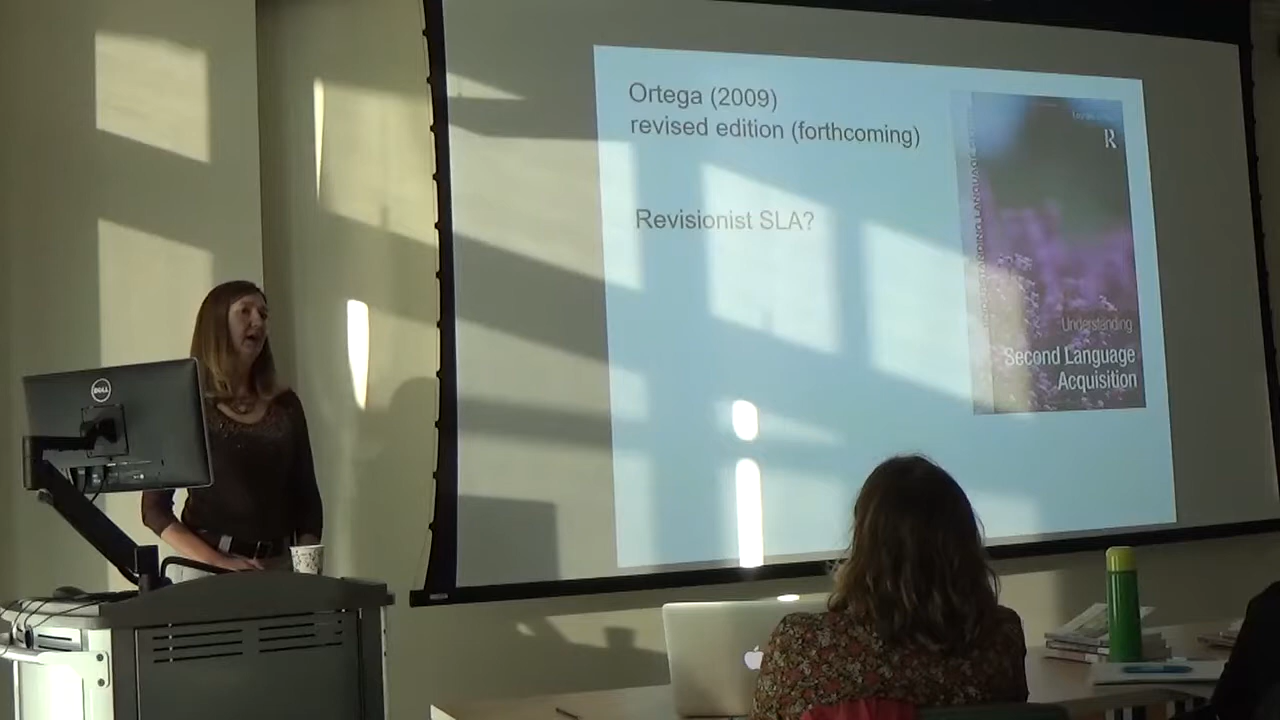 Ortega (2009)
revised edition (forthcoming)
Revisionist SLA?
R
Understanding
Second Language
Acquisition
DELL